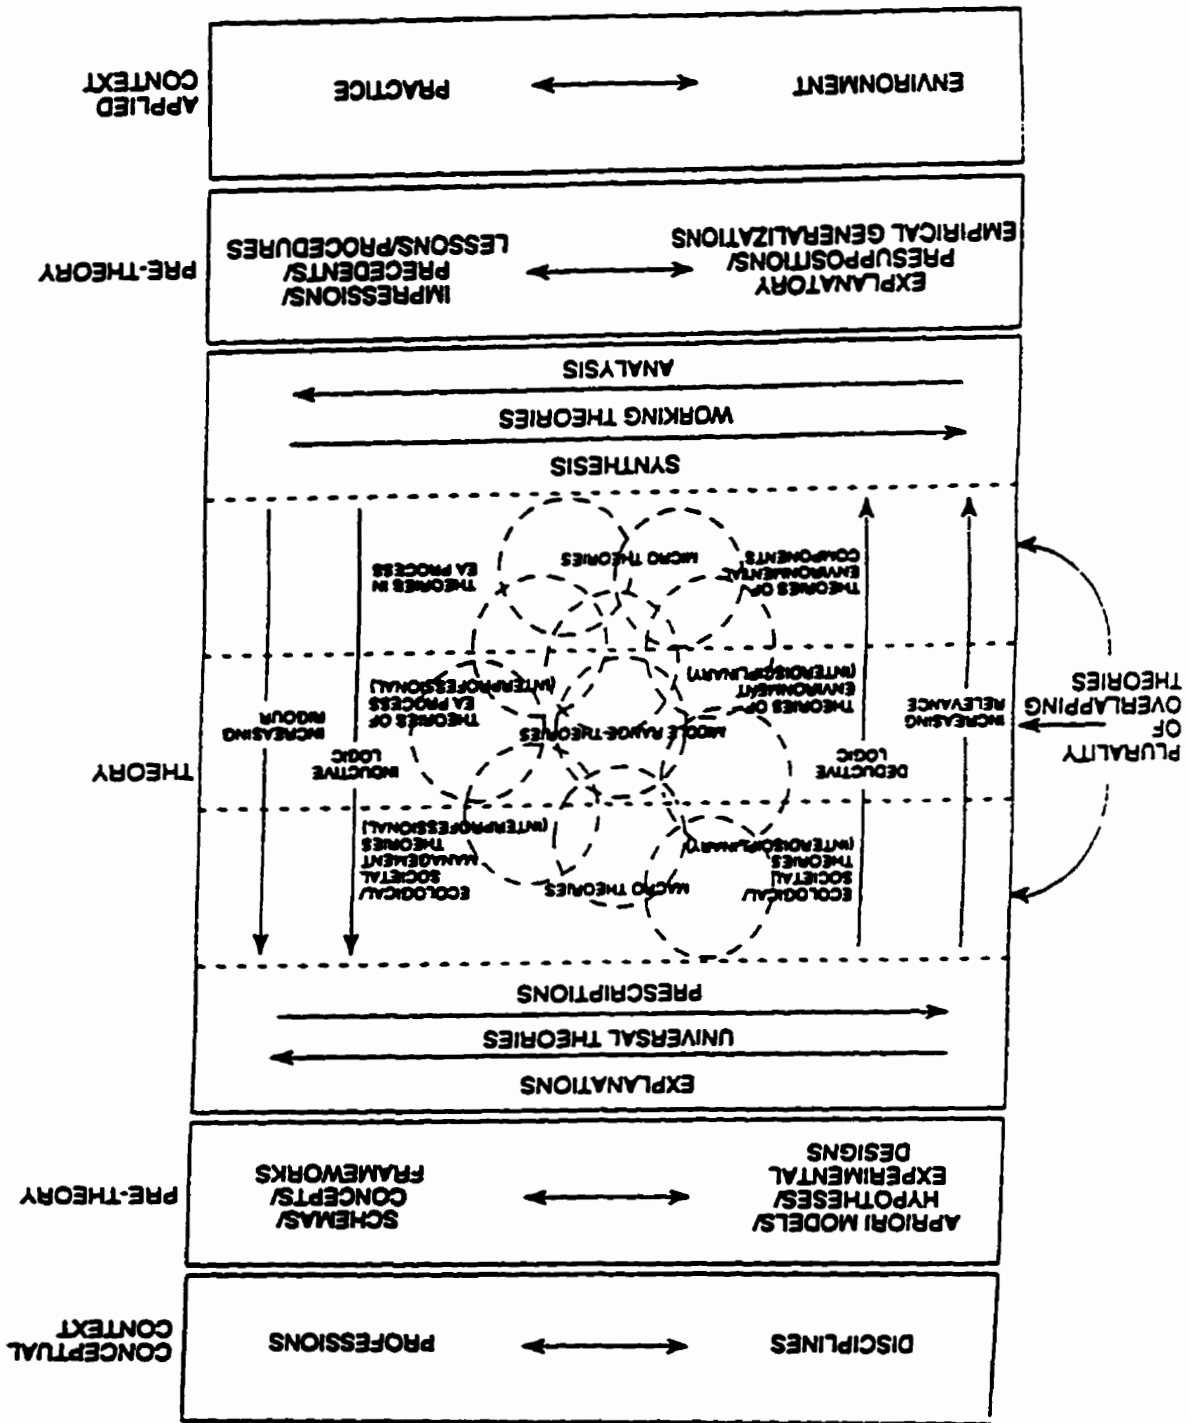 DISCIPLINES
PROFESSIONS
CONCEPTUAL
CONTEXT
APRIORI MODELS/
HYPOTHESES/
EXPERIMENTAL
DESIGNS
SCHEMAS/
CONCEPTS/
FRAMEWORKS
PRE-THEORY
EXPLANATIONS
UNIVERSAL THEORIES
PRESCRIPTIONS
PLURALITY
OF
OVERLAPPING
THEORIES
INCREASING
RELEVANCE
DEDUCTIVE
LOGIC
ECOLOGICAL/
SOCIETAL
THEORIES
(INTERDISCIPLINARY)
MACRO THEORIES
ECOLOGICAL/
SOCIETAL
MANAGEMENT
THEORIES
(INTERPROFESSIONAL)
THEORIES OF
ENVIRONMENT
(INTERDISCIPLINARY)
MIDDLE RANGE-THEORIES
THEORIES OF
EA PROCESS
(INTERPROFESSIONAL)
INDUCTIVE
LOGIC
INCREASING
RIGOUR
THEORY
THEORIES OF
ENVIRONMENTAL
COMPONENTS
MICRO THEORIES
THEORIES IN
EA PROCESS
SYNTHESIS
WORKING THEORIES
ANALYSIS
EXPLANATORY
PRESUPPOSITIONS/
EMPIRICAL GENERALIZATIONS
IMPRESSIONS/
PRECEDENTS/
LESSONS/PROCEDURES
PRE-THEORY
ENVIRONMENT
PRACTICE
APPLIED
CONTEXT